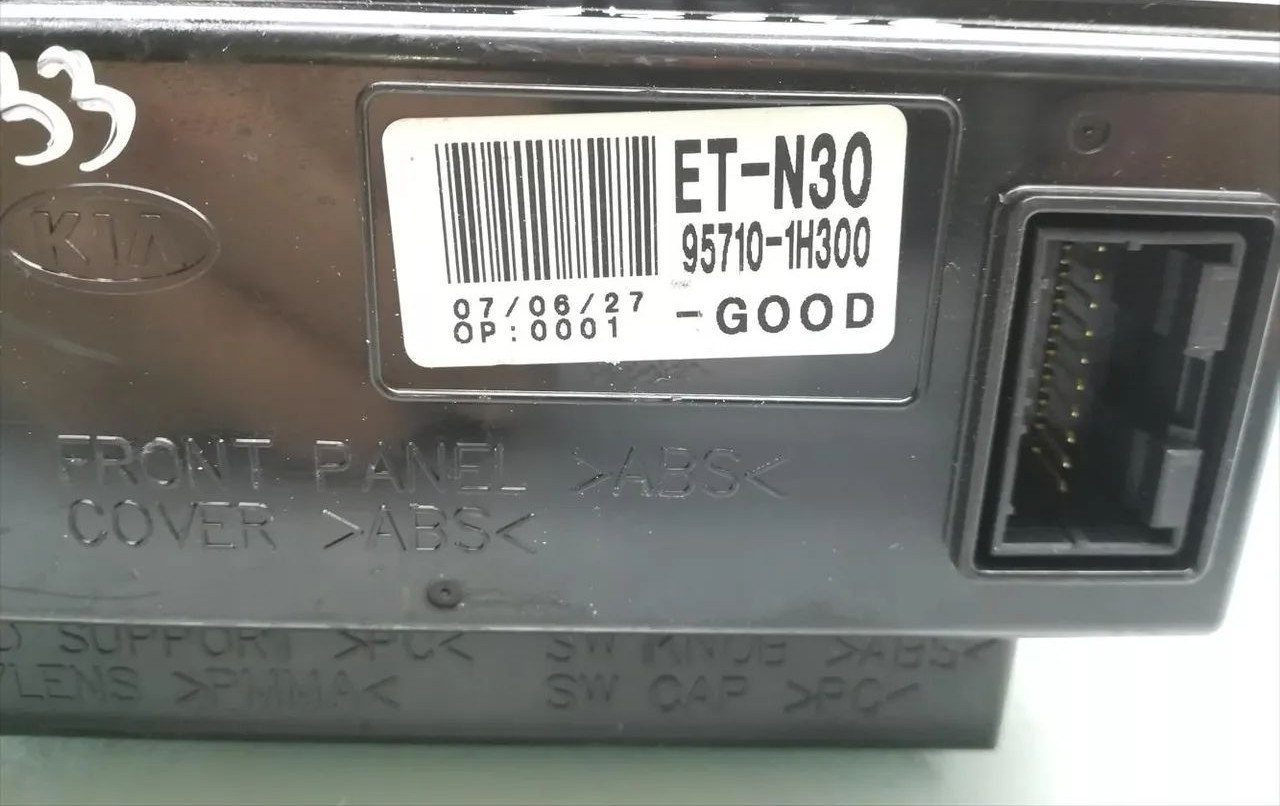 33
KIA
ET-N30
95710-1H300
07/06/27
OP:0001
-GOOD
FRONT PANEL >ABS<
COVER >ABS<
SUPPORT >PC< SW KNOB >ABS<
/LENS >PMMA< SW CAP >PC<